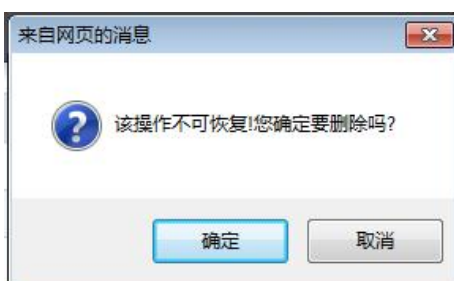 来自网页的消息
该操作不可恢复!您确定要删除吗?
确定
取消